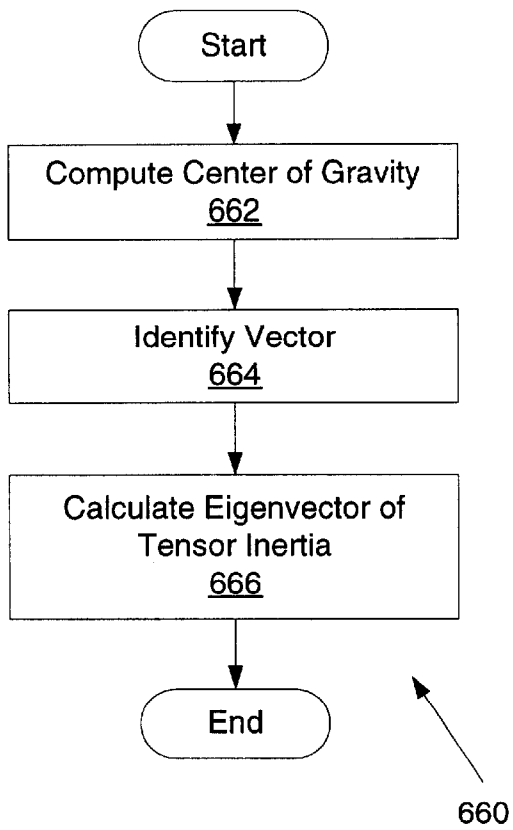 Start
Compute Center of Gravity
662
Identify Vector
664
Calculate Eigenvector of
Tensor Inertia
666
End
660